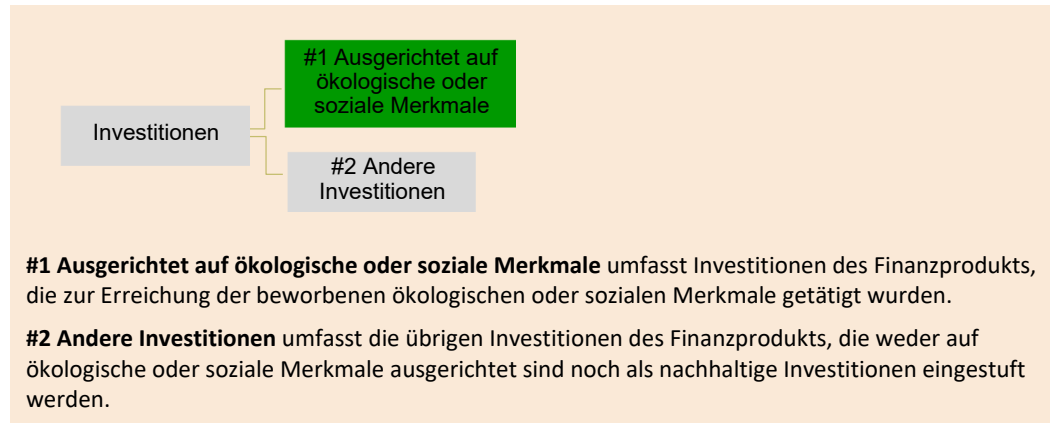 #1 Ausgerichtet auf
ökologische oder
soziale Merkmale
Investitionen
#2 Andere
Investitionen
#1 Ausgerichtet auf ökologische oder soziale Merkmale umfasst Investitionen des Finanzprodukts,
die zur Erreichung der beworbenen ökologischen oder sozialen Merkmale getätigt wurden.
#2 Andere Investitionen umfasst die übrigen Investitionen des Finanzprodukts, die weder auf
ökologische oder soziale Merkmale ausgerichtet sind noch als nachhaltige Investitionen eingestuft
werden.